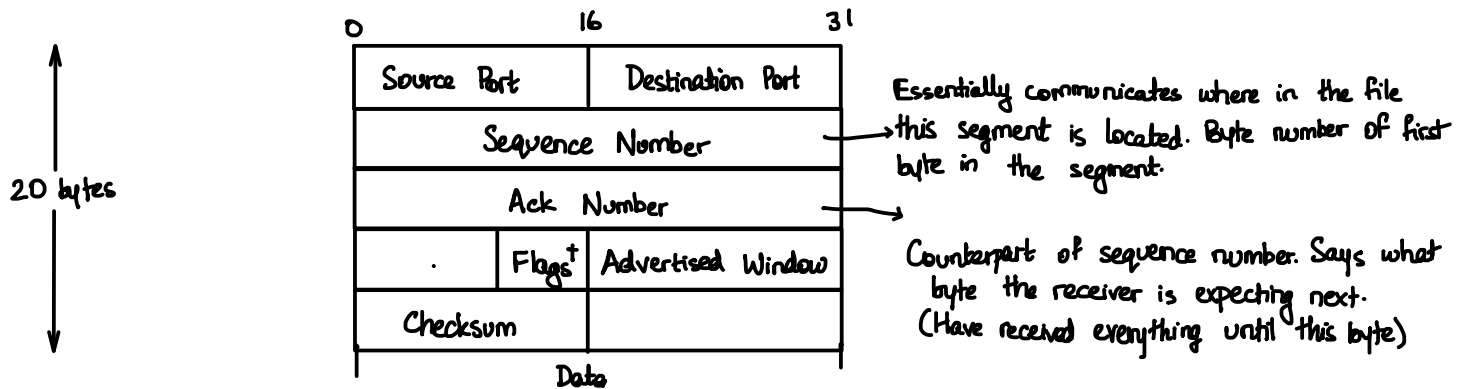 0 16 31
Source Port Destination Port
Sequence Number
Ack Number
. Flags† Advertised Window
Checksum
Data
20 bytes
Essentially communicates where in the file
this segment is located. Byte number of first
byte in the segment.
Counterpart of sequence number. Says what
byte the receiver is expecting next.
(Have received everything until this byte)